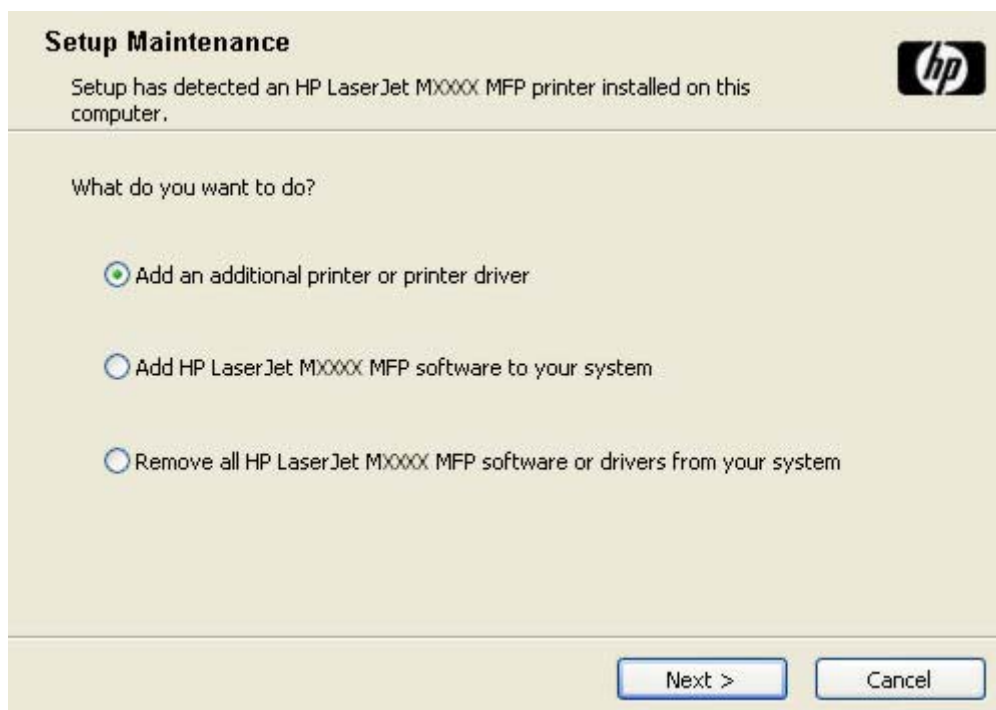 Setup Maintenance
Setup has detected an HP LaserJet MXXXX MFP printer installed on this
computer.
hp
What do you want to do?
Add an additional printer or printer driver
Add HP LaserJet MXXXX MFP software to your system
Remove all HP LaserJet MXXXX MFP software or drivers from your system
Next >
Cancel